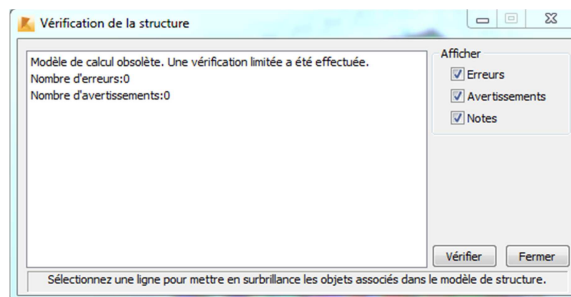 Vérification de la structure
Modèle de calcul obsolète. Une vérification limitée a été effectuée.
Nombre d'erreurs:0
Nombre d'avertissements:0
Afficher
Erreurs
Avertissements
Notes
Vérifier
Fermer
Sélectionnez une ligne pour mettre en surbrillance les objets associés dans le modèle de structure.